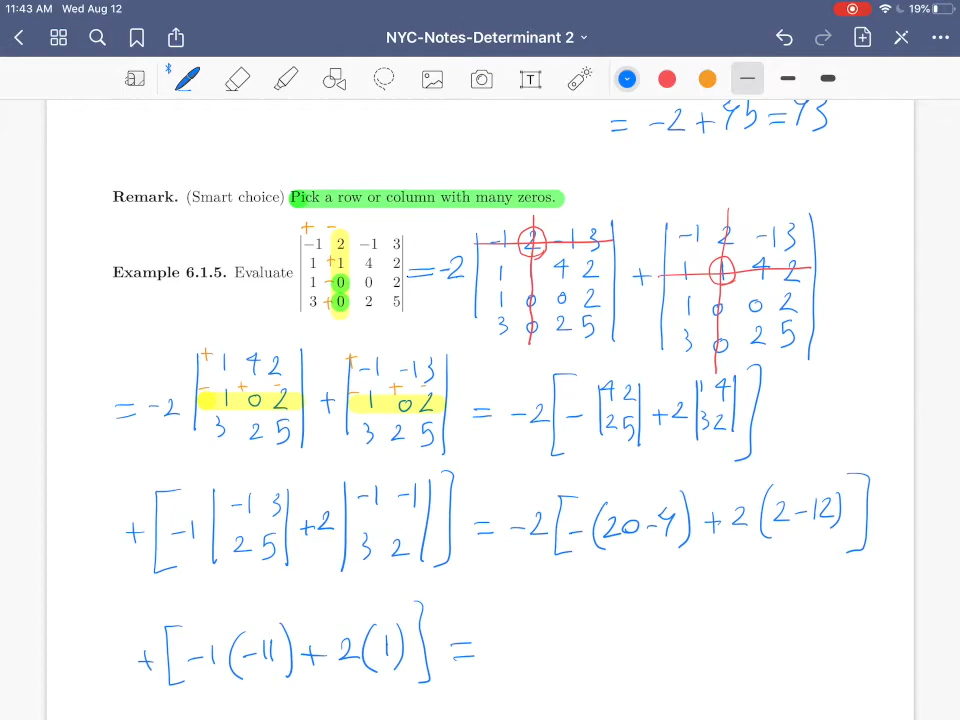 11:43 AM Wed Aug 12
19%
NYC-Notes-Determinant 2
= -2 + 45 = 43
Remark. (Smart choice) Pick a row or column with many zeros.
+ -
Example 6.1.5. Evaluate |-1 2 -1 3| = -2 |-1 2 -1 3| + |-1 2 -1 3|
|1 +1 4 2| |1 4 2| |1 1 4 2|
|1 -0 0 2| |1 0 0 2| |1 0 0 2|
|3 +0 2 5| |3 0 2 5| |3 0 2 5|
= -2 |+1 4 2| + |+-1 -1 3| = -2 [ - |4 2| + 2 |1 4| ]
|-1 +0 -2| |-1 +0 -2| |2 5| |3 2|
|3 2 5| |3 2 5|
+ [ -1 |-1 3| + 2 |-1 -1| ] = -2 [ -(20-4) + 2 (2-12) ]
|2 5| |3 2|
+ [ -1 (-11) + 2 (1) ] =